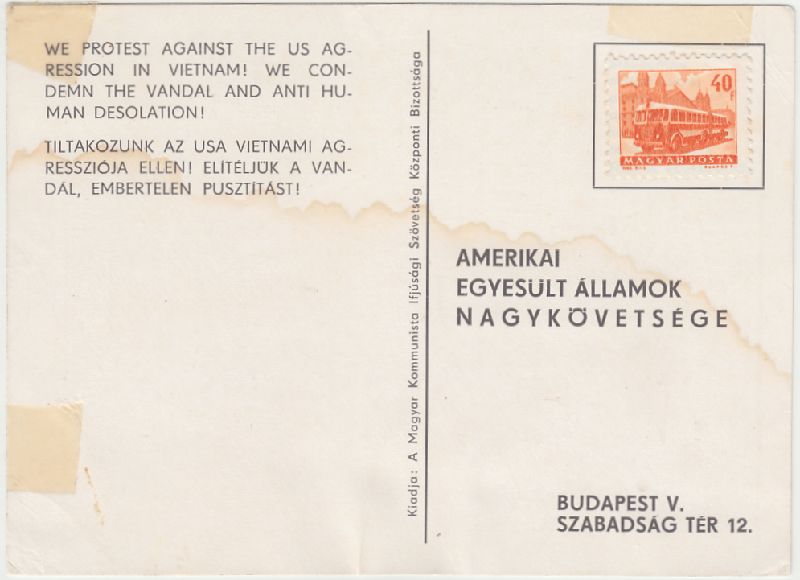 WE PROTEST AGAINST THE US AG-
RESSION IN VIETNAM! WE CON-
DEMN THE VANDAL AND ANTI HU-
MAN DESOLATION!
TILTAKOZUNK AZ USA VIETNAMI AG-
RESSZIÓJA ELLEN! ELÍTÉLJÜK A VAN-
DÁL, EMBERTELEN PUSZTÍTÁST!
Kiadja: A Magyar Kommunista Ifjúsági Szövetség Központi Bizottsága
40
f
MAGYAR POSTA
AMERIKAI
EGYESÜLT ÁLLAMOK
NAGYKÖVETSÉGE
BUDAPEST V.
SZABADSÁG TÉR 12.